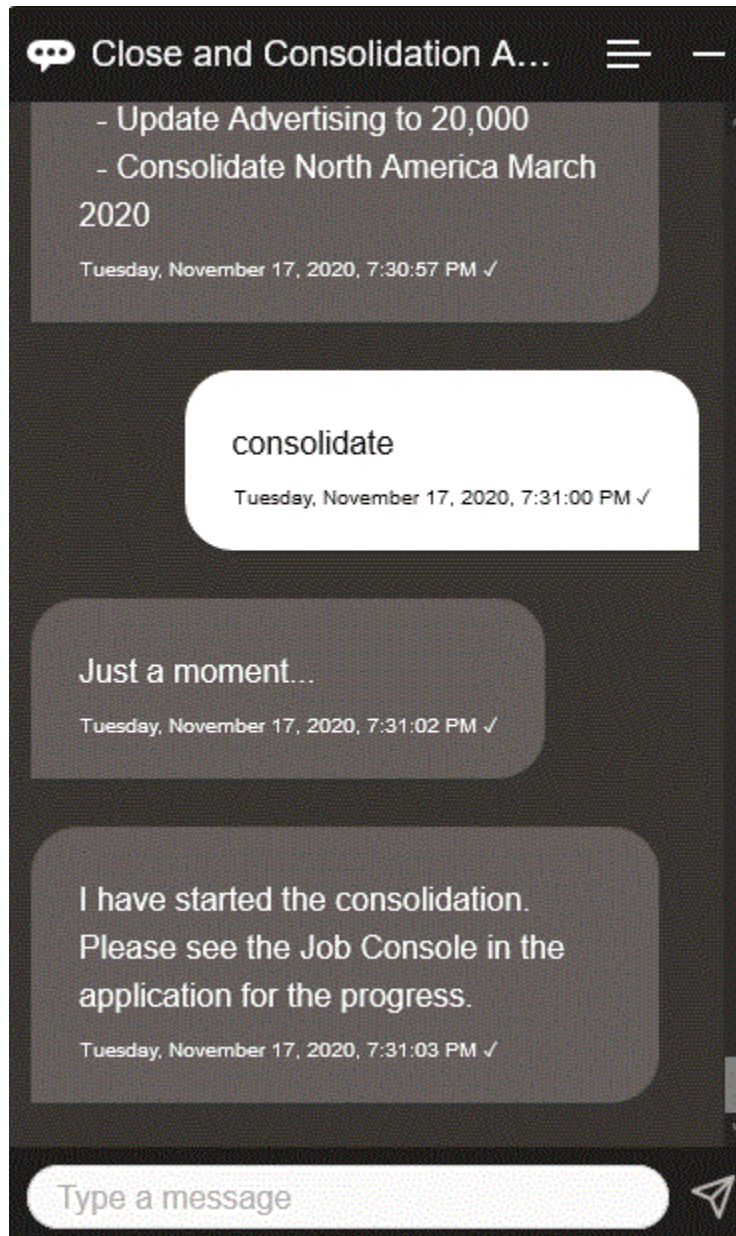 Close and Consolidation A...
- Update Advertising to 20,000
- Consolidate North America March
2020
Tuesday, November 17, 2020, 7:30:57 PM ✓
consolidate
Tuesday, November 17, 2020, 7:31:00 PM ✓
Just a moment...
Tuesday, November 17, 2020, 7:31:02 PM ✓
I have started the consolidation.
Please see the Job Console in the
application for the progress.
Tuesday, November 17, 2020, 7:31:03 PM ✓
Type a message